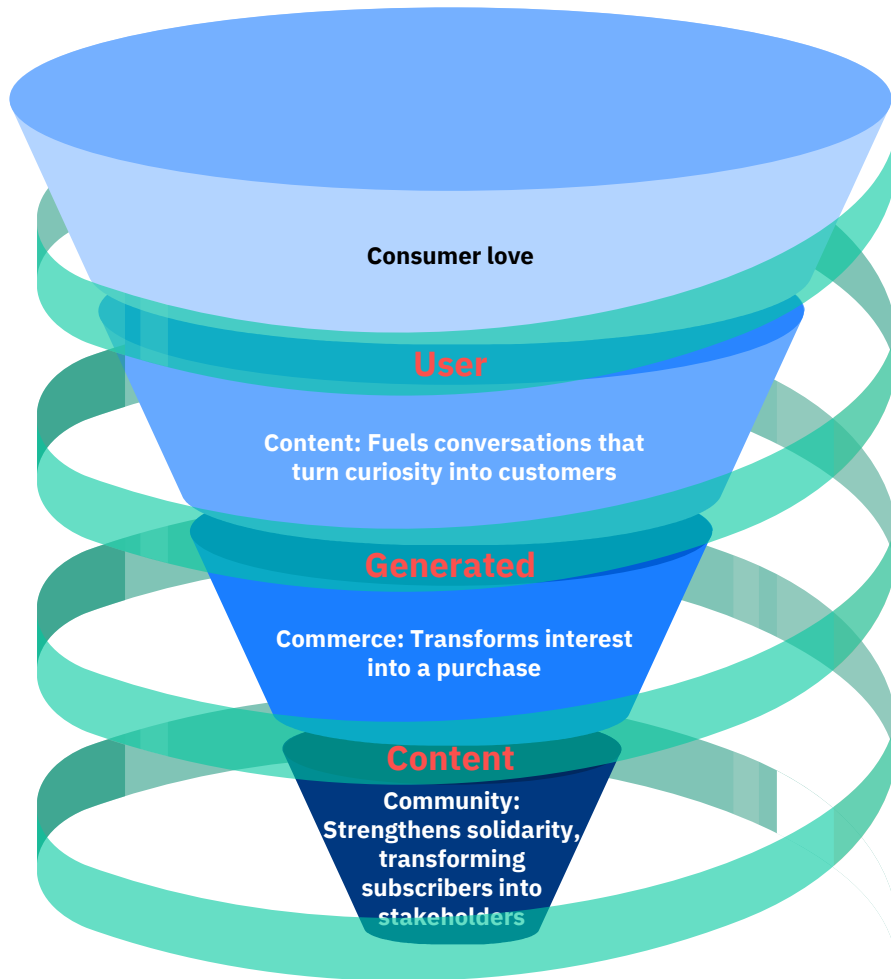 Consumer love
User
Content: Fuels conversations that
turn curiosity into customers
Generated
Commerce: Transforms interest
into a purchase
Content
Community:
Strengthens solidarity,
transforming
subscribers into
stakeholders